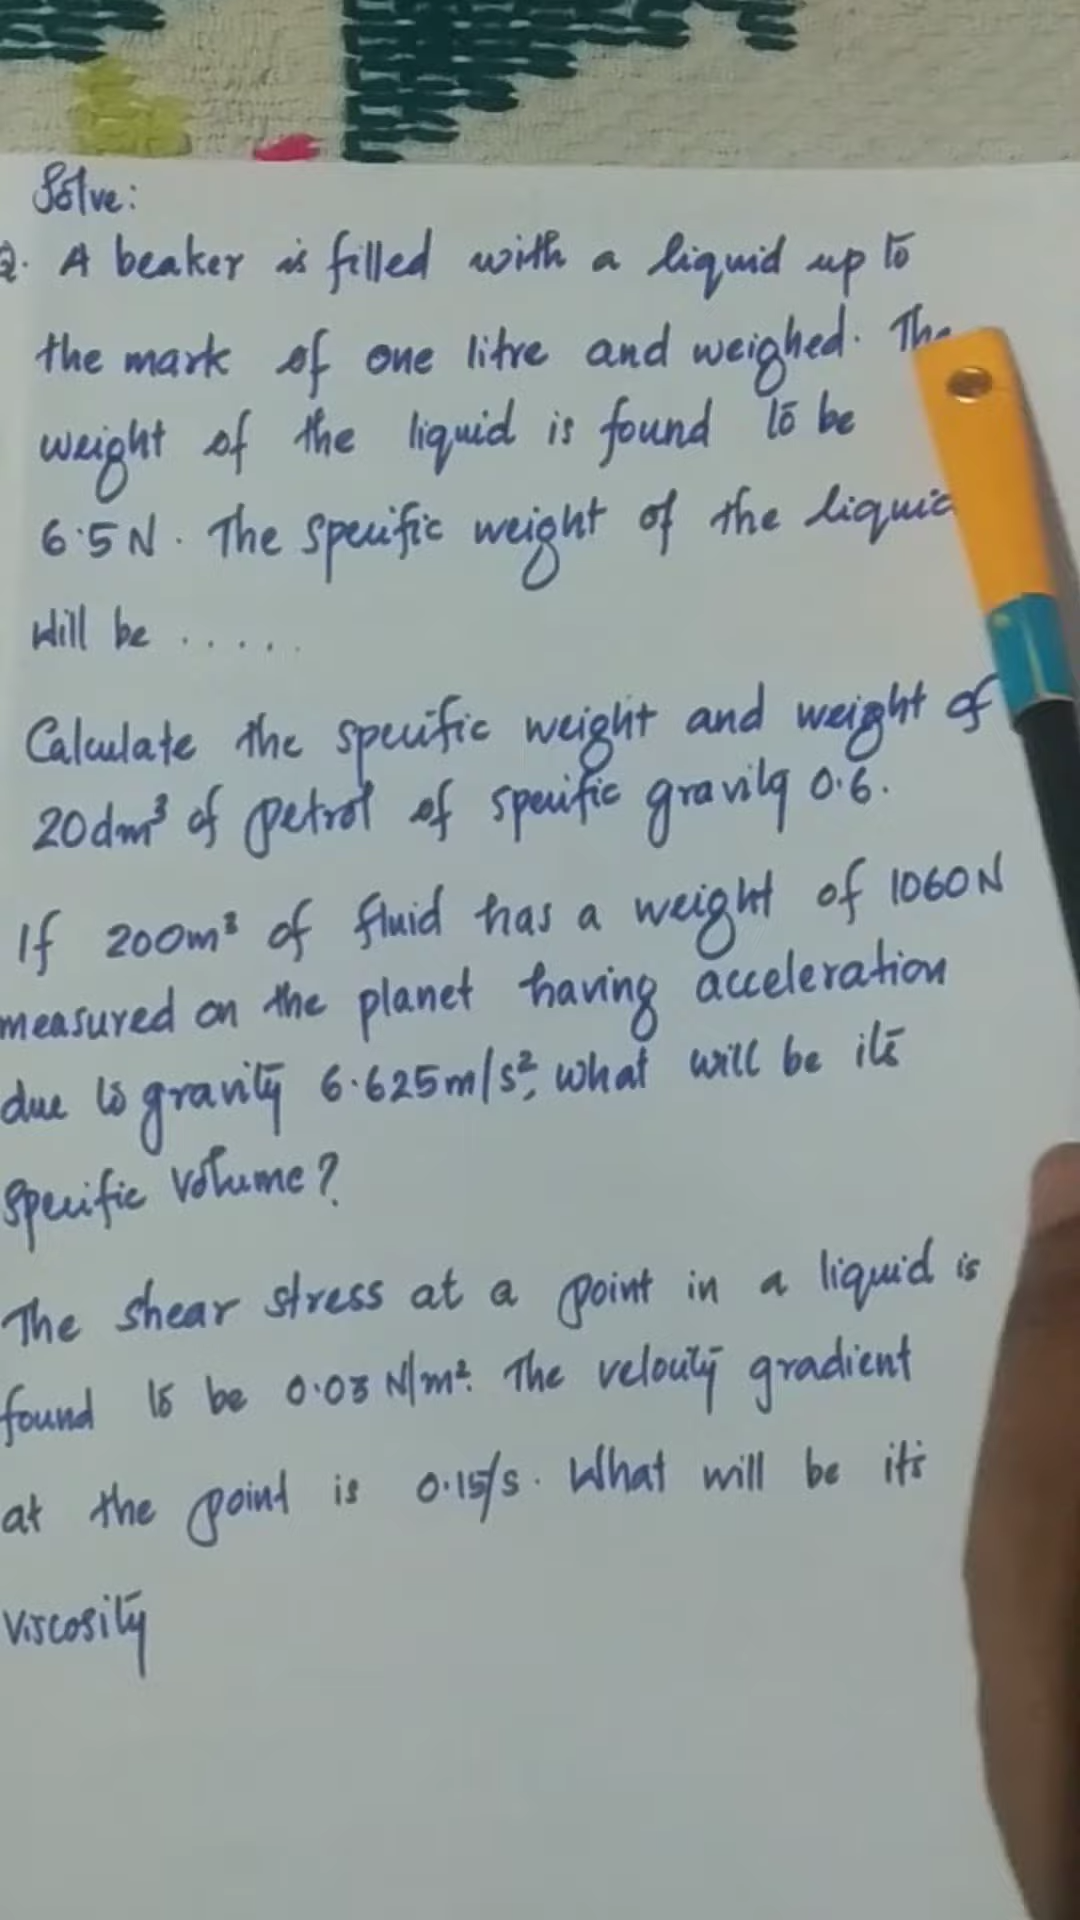 Solve:
Q. A beaker is filled with a liquid up to
the mark of one litre and weighed. The
weight of the liquid is found to be
6.5N. The specific weight of the liquid
will be .....
Calculate the specific weight and weight of
20dm³ of petrol of specific gravity 0.6.
If 200m³ of fluid has a weight of 1060N
measured on the planet having acceleration
due to gravity 6.625m/s², what will be its
specific volume?
The shear stress at a point in a liquid is
found to be 0.03 N/m². The velocity gradient
at the point is 0.15/s. What will be its
viscosity